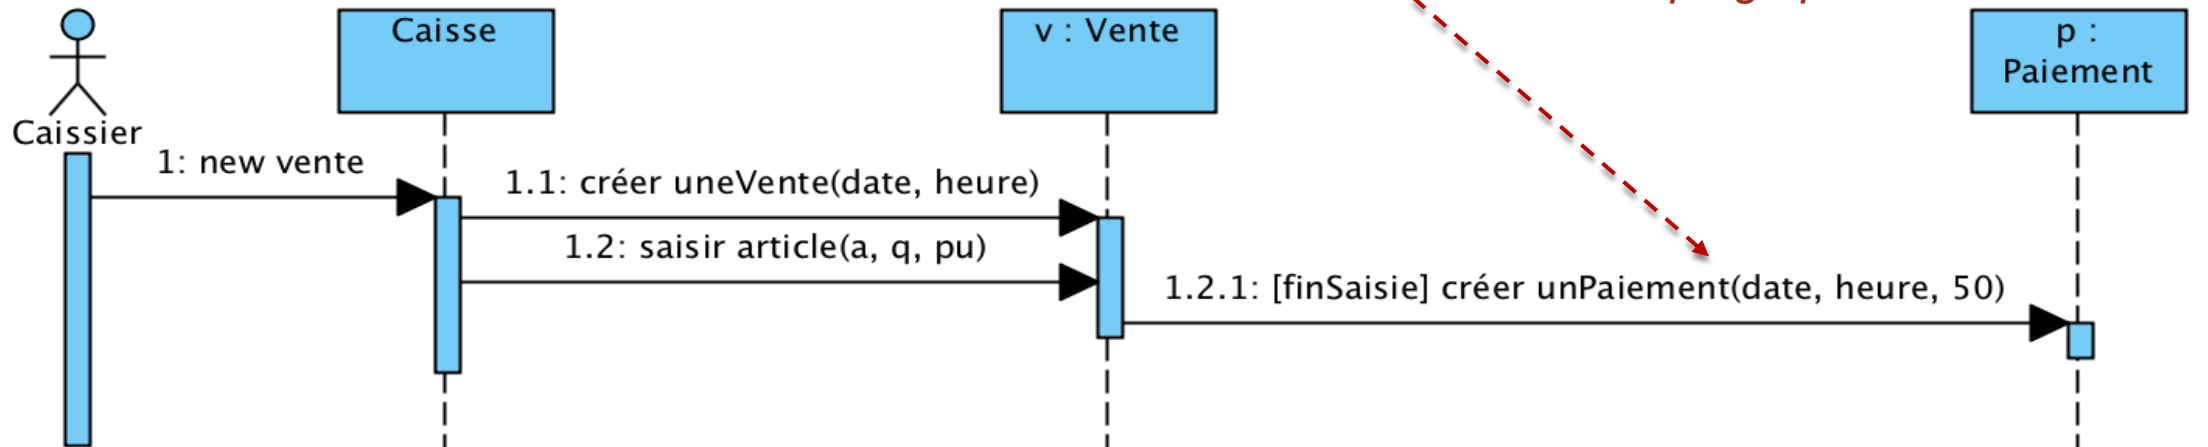 Caisse
v : Vente
p :
Paiement
Caissier
1: new vente
1.1: créer uneVente(date, heure)
1.2: saisir article(a, q, pu)
1.2.1: [finSaisie] créer unPaiement(date, heure, 50)